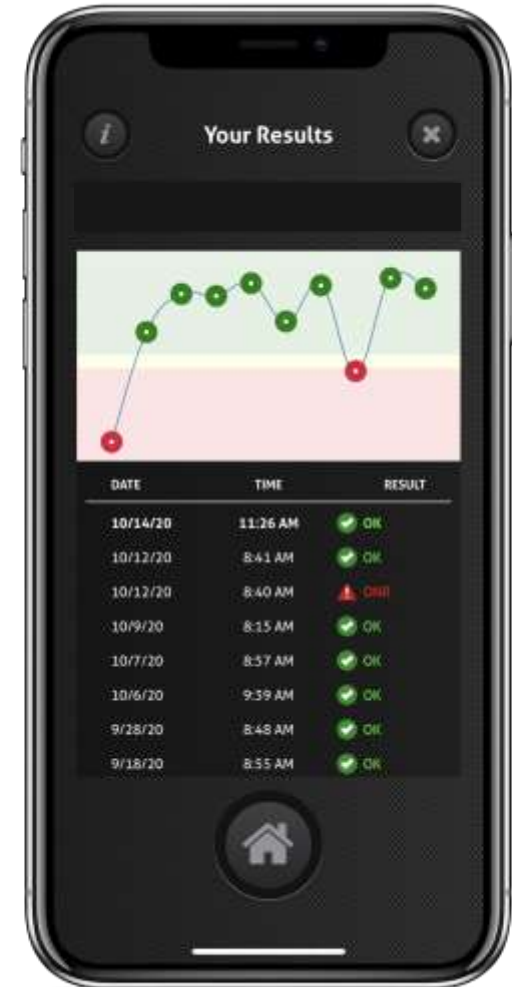 i
Your Results
DATE TIME RESULT
10/14/20 11:26 AM OK
10/12/20 8:41 AM OK
10/12/20 8:40 AM
10/9/20 8:15 AM OK
10/7/20 8:57 AM OK
10/6/20 9:39 AM OK
9/28/20 8:48 AM OK
9/18/20 8:55 AM OK